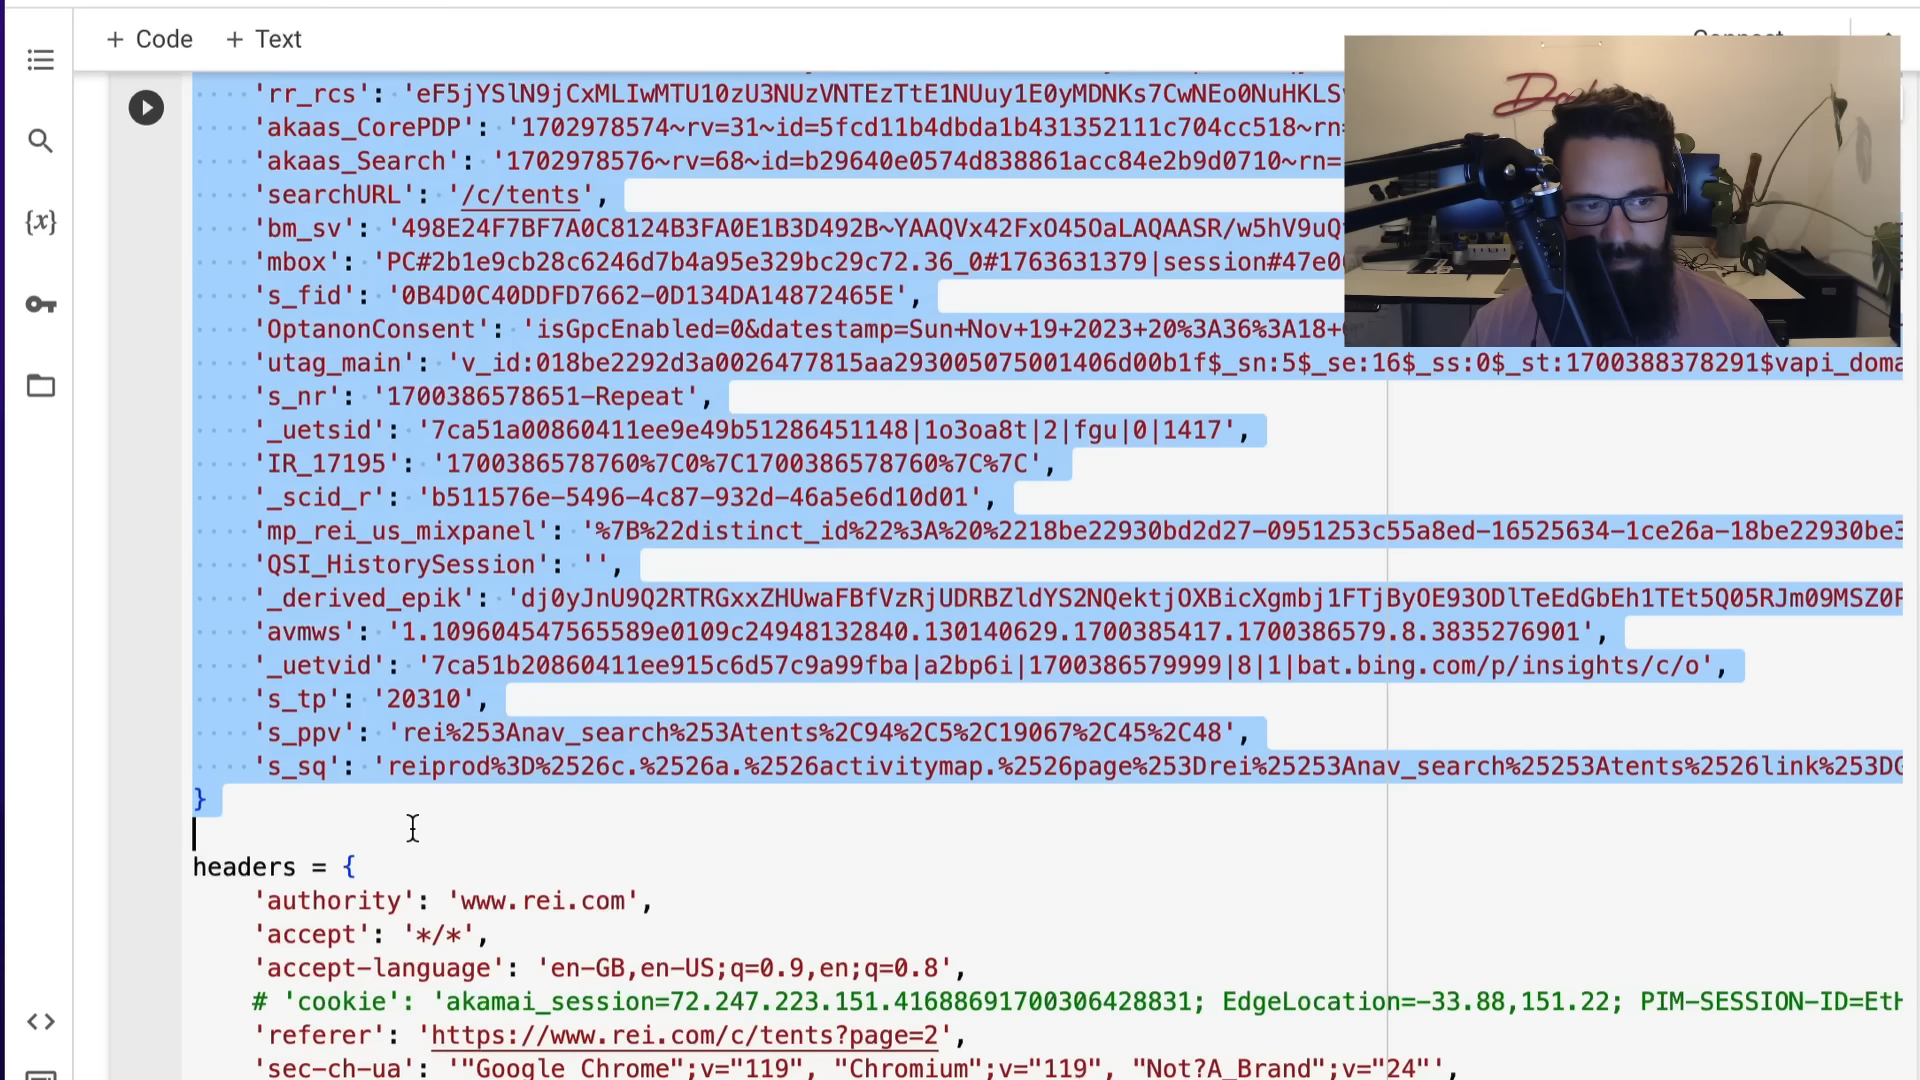 + Code + Text
'rr_rcs': 'eF5jYSlN9jCxMLIwMTU10zU3NUzVNTEzTtE1NUuy1E0yMDNKs7CwNEo0NuHKLS
'akaas_CorePDP': '1702978574~rv=31~id=5fcd11b4dbda1b431352111c704cc518~rn=
'akaas_Search': '1702978576~rv=68~id=b29640e0574d838861acc84e2b9d0710~rn=
'searchURL': '/c/tents',
'bm_sv': '498E24F7BF7A0C8124B3FA0E1B3D492B~YAAQVx42FxO45OaLAQAASR/w5hV9uQ
'mbox': 'PC#2b1e9cb28c6246d7b4a95e329bc29c72.36_0#1763631379|session#47e0
's_fid': '0B4D0C40DDFD7662-0D134DA14872465E',
'OptanonConsent': 'isGpcEnabled=0&datestamp=Sun+Nov+19+2023+20%3A36%3A18+
'utag_main': 'v_id:018be2292d3a0026477815aa293005075001406d00b1f$_sn:5$_se:16$_ss:0$_st:1700388378291$vapi_doma
's_nr': '1700386578651-Repeat',
'_uetsid': '7ca51a00860411ee9e49b51286451148|1o3oa8t|2|fgu|0|1417',
'IR_17195': '1700386578760%7C0%7C1700386578760%7C%7C',
'_scid_r': 'b511576e-5496-4c87-932d-46a5e6d10d01',
'mp_rei_us_mixpanel': '%7B%22distinct_id%22%3A%20%2218be22930bd2d27-0951253c55a8ed-16525634-1ce26a-18be22930be3
'QSI_HistorySession': '',
'_derived_epik': 'dj0yJnU9Q2RTRGxxZHUwaFBfVzRjUDRBZldYS2NQektjOXBicXgmbj1FTjByOE93ODlTeEdGbEh1TEt5Q05RJm09MSZ0P
'avmws': '1.109604547565589e0109c24948132840.130140629.1700385417.1700386579.8.3835276901',
'_uetvid': '7ca51b20860411ee915c6d57c9a99fba|a2bp6i|1700386579999|8|1|bat.bing.com/p/insights/c/o',
's_tp': '20310',
's_ppv': 'rei%253Anav_search%253Atents%2C94%2C5%2C19067%2C45%2C48',
's_sq': 'reiprod%3D%2526c.%2526a.%2526activitymap.%2526page%253Drei%25253Anav_search%25253Atents%2526link%253DG
}
headers = {
'authority': 'www.rei.com',
'accept': '*/*',
'accept-language': 'en-GB,en-US;q=0.9,en;q=0.8',
# 'cookie': 'akamai_session=72.247.223.151.41688691700306428831; EdgeLocation=-33.88,151.22; PIM-SESSION-ID=EtH
'referer': 'https://www.rei.com/c/tents?page=2',
'sec-ch-ua': '"Google Chrome";v="119", "Chromium";v="119", "Not?A_Brand";v="24"',